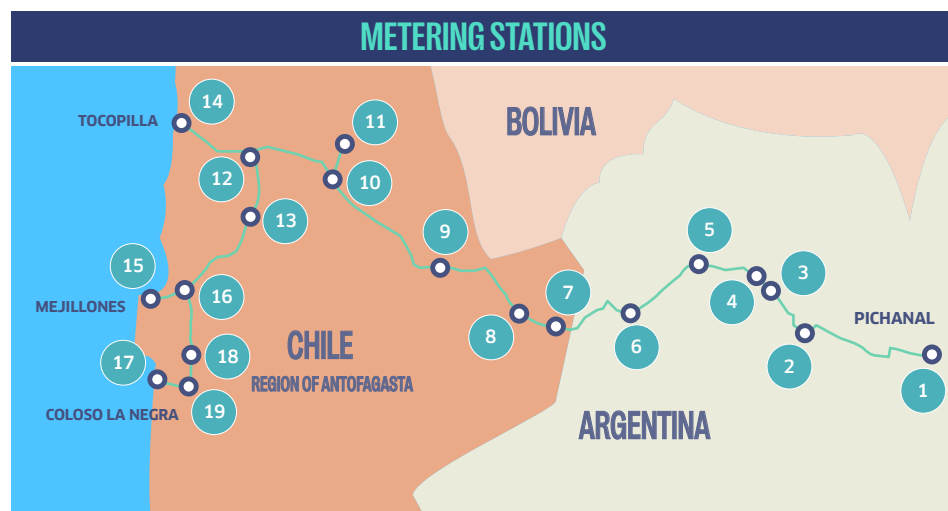 METERING STATIONS
14
TOCOPILLA
11
BOLIVIA
12
10
13
9
5
15
3
7
4
MEJILLONES
16
PICHANAL
8
6
CHILE
17
18
2
REGION OF ANTOFAGASTA
1
COLOSO LA NEGRA
19
ARGENTINA